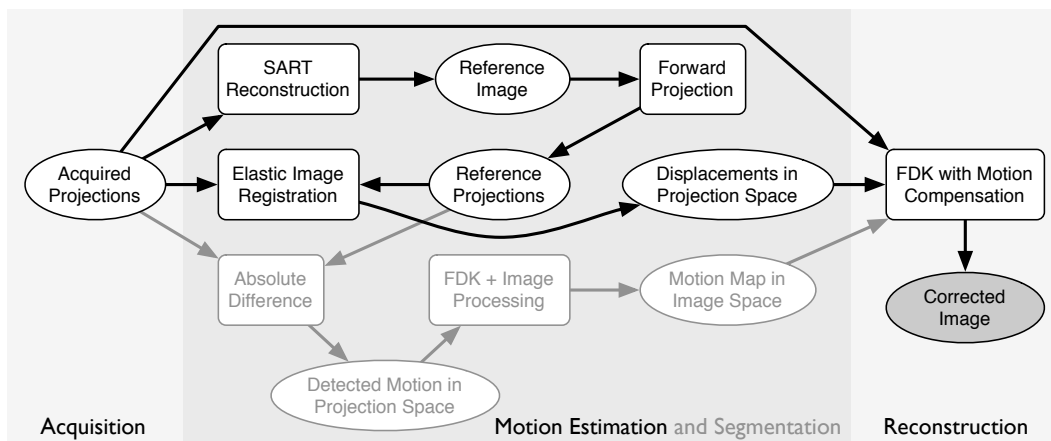 SART
Reconstruction
Reference
Image
Forward
Projection
Acquired
Projections
Elastic Image
Registration
Reference
Projections
Displacements in
Projection Space
FDK with Motion
Compensation
Absolute
Difference
FDK + Image
Processing
Motion Map in
Image Space
Corrected
Image
Detected Motion in
Projection Space
Acquisition
Motion Estimation and Segmentation
Reconstruction